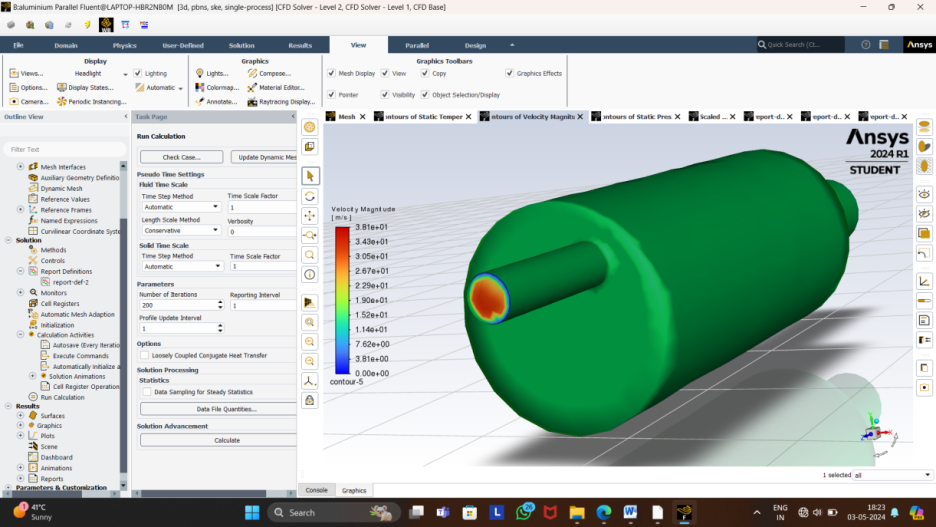 B:aluminium Parallel Fluent@LAPTOP-HBR2NB0M [3d, pbns, ske, single-process] [CFD Solver - Level 2, CFD Solver - Level 1, CFD Base]
File Domain Physics User-Defined Solution Results View Parallel Design Quick Search (Ct... Ansys
Display Graphics Graphics Toolbars
Views... Headlight Lighting Lights... Compose... Mesh Display View Copy Graphics Effects
Options... Display States... Automatic Colormap... Material Editor...
Camera... Periodic Instancing... Annotate... Raytracing Display... Pointer Visibility Object Selection/Display
Outline View
Filter Text
Mesh Interfaces
Auxiliary Geometry Definitio
Dynamic Mesh
Reference Values
Reference Frames
Named Expressions
Curvilinear Coordinate Syste
Solution
Methods
Controls
Report Definitions
report-def-2
Monitors
Cell Registers
Automatic Mesh Adaption
Initialization
Calculation Activities
Autosave (Every Iteratio
Execute Commands
Automatically Initialize a
Solution Animations
Cell Register Operation
Run Calculation
Results
Surfaces
Graphics
Plots
Scene
Dashboard
Animations
Reports
Parameters & Customization
Task Page
Run Calculation
Check Case... Update Dynamic Mes
Pseudo Time Settings
Fluid Time Scale
Time Step Method Time Scale Factor
Automatic 1
Length Scale Method Verbosity
Conservative 0
Solid Time Scale
Time Step Method Time Scale Factor
Automatic 1
Parameters
Number of Iterations Reporting Interval
200 1
Profile Update Interval
1
Options
Loosely Coupled Conjugate Heat Transfer
Solution Processing
Statistics
Data Sampling for Steady Statistics
Data File Quantities...
Solution Advancement
Calculate
Mesh ontours of Static Temper ontours of Velocity Magnitu ontours of Static Pres Scaled ... eport-d.. eport-d.. eport-d..
Ansys
2024 R1
STUDENT
Velocity Magnitude
[ m/s ]
3.81e+01
3.43e+01
3.05e+01
2.67e+01
2.29e+01
1.90e+01
1.52e+01
1.14e+01
7.62e+00
3.81e+00
0.00e+00
contour-5
1 selected all
Console Graphics
41°C
Sunny
Search
26
ENG
IN
18:23
03-05-2024